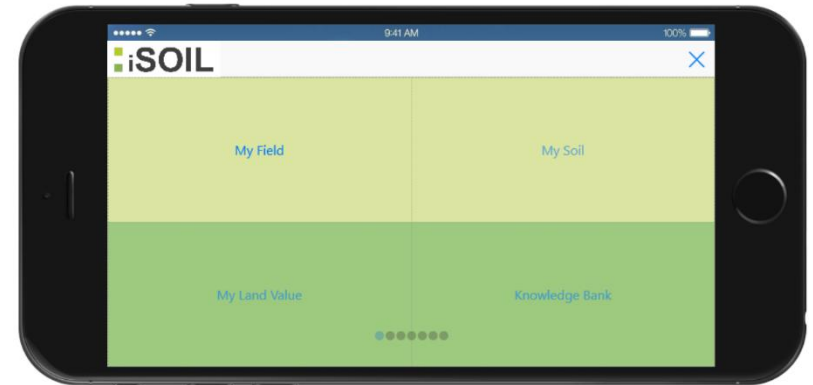 9:41 AM
100%
iSOIL
My Field
My Soil
My Land Value
Knowledge Bank